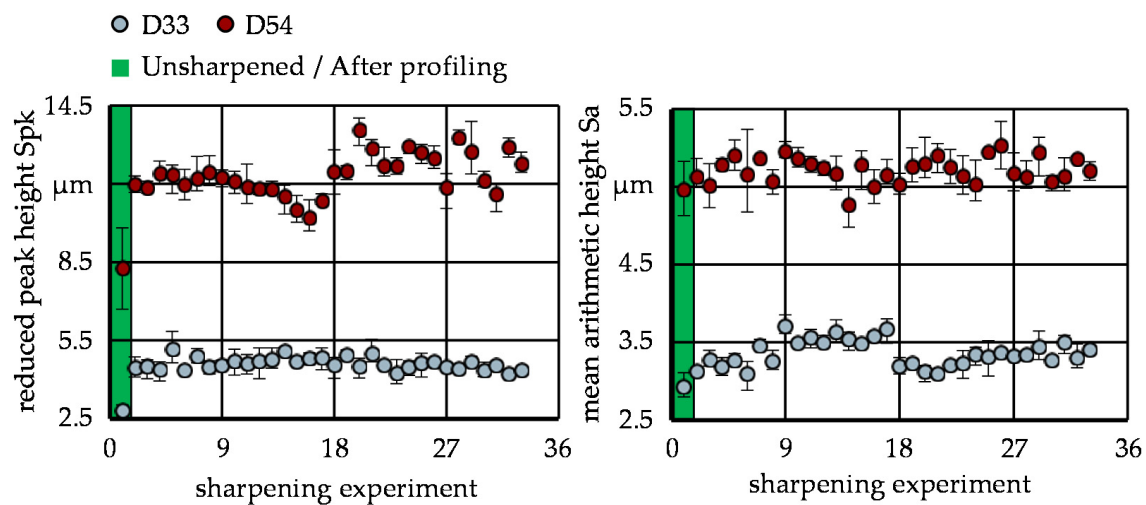 D33 D54
Unsharpened / After profiling
reduced peak height Spk
14.5
µm
8.5
5.5
2.5
0 9 18 27 36
sharpening experiment
mean arithmetic height Sa
5.5
µm
4.5
3.5
2.5
0 9 18 27 36
sharpening experiment